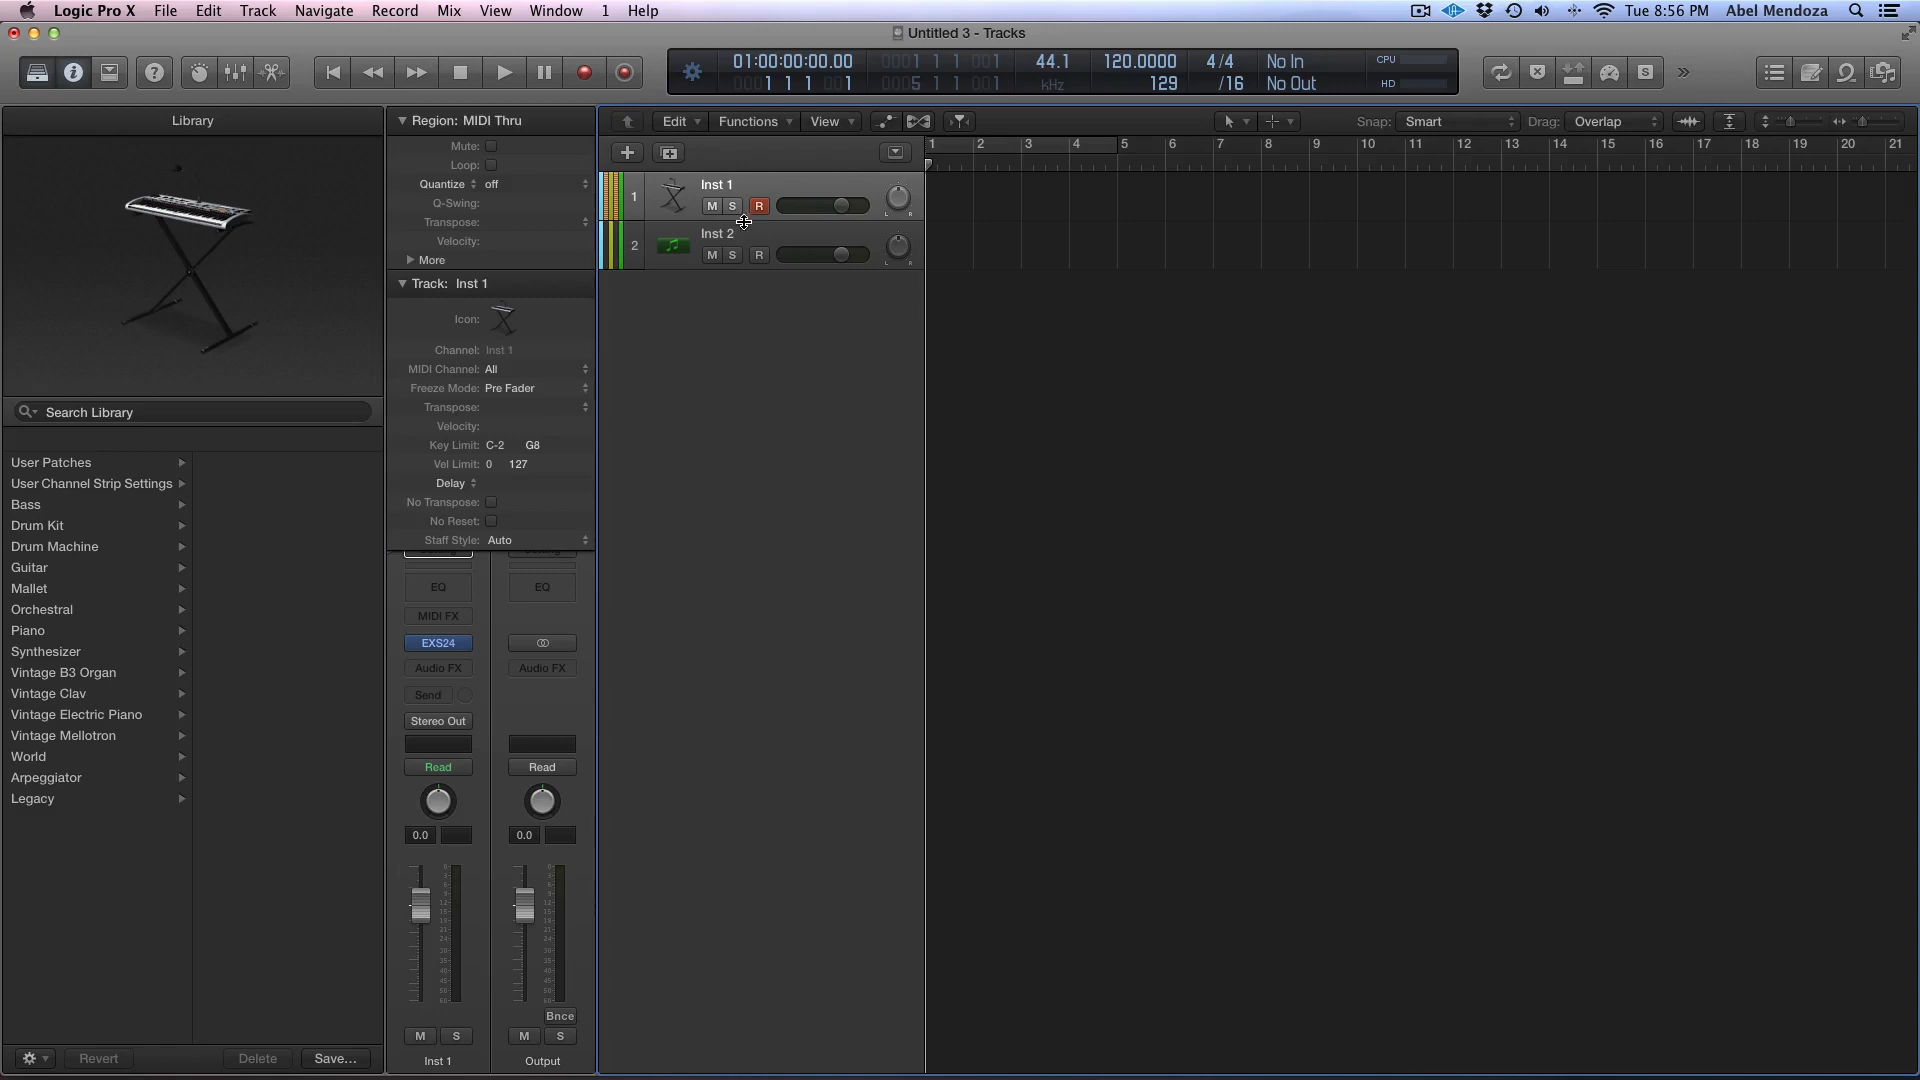 Logic Pro X File Edit Track Navigate Record Mix View Window 1 Help Tue 8:56 PM Abel Mendoza
Untitled 3 - Tracks
01:00:00:00.00 0001 1 1 001 44.1 120.0000 4/4 No In CPU
1 1 1 1 0005 1 1 001 kHz 129 /16 No Out HD
Library
Region: MIDI Thru
Edit Functions View Snap: Smart Drag: Overlap
1 2 3 4 5 6 7 8 9 10 11 12 13 14 15 16 17 18 19 20 21
Mute:
Loop:
Quantize off
Q-Swing:
Transpose:
Velocity:
More
1 Inst 1
M S R
L R
2 Inst 2
M S R
L R
Track: Inst 1
Icon:
Channel: Inst 1
MIDI Channel: All
Freeze Mode: Pre Fader
Transpose:
Velocity:
Key Limit: C-2 G8
Vel Limit: 0 127
Delay
No Transpose:
No Reset:
Staff Style: Auto
Search Library
User Patches
User Channel Strip Settings
Bass
Drum Kit
Drum Machine
Guitar
Mallet
Orchestral
Piano
Synthesizer
Vintage B3 Organ
Vintage Clav
Vintage Electric Piano
Vintage Mellotron
World
Arpeggiator
Legacy
EQ EQ
MIDI FX
EXS24
Audio FX Audio FX
Send
Stereo Out
Read Read
0.0 0.0
Bnce
M S M S
Inst 1 Output
Revert Delete Save...